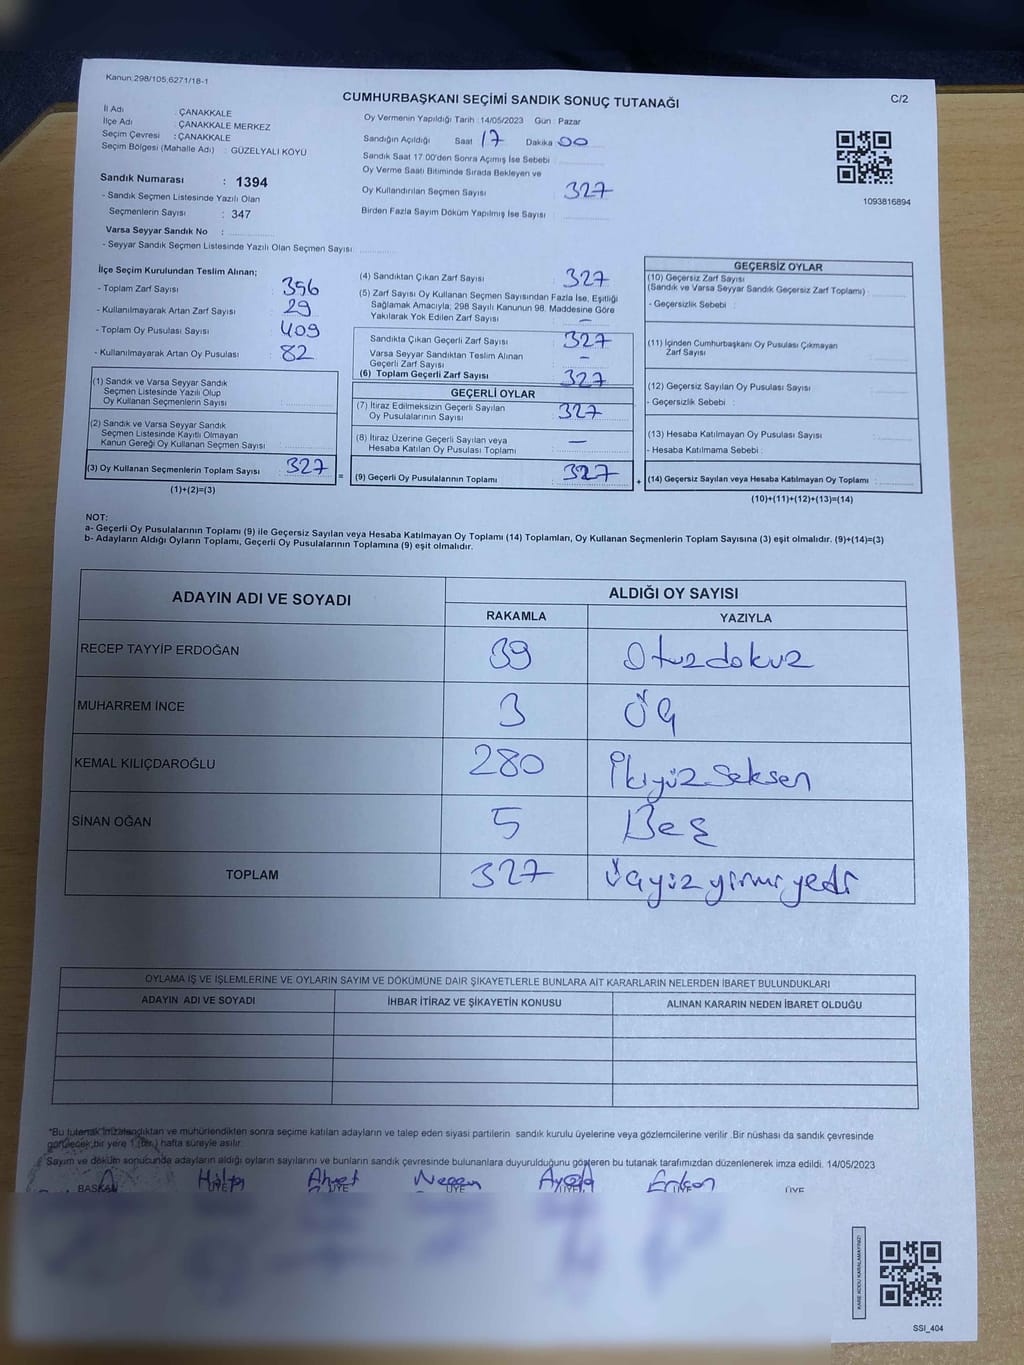 Kanun:298/105,6271/18-1
CUMHURBAŞKANI SEÇİMİ SANDIK SONUÇ TUTANAĞI
C/2
İl Adı : ÇANAKKALE
İlçe Adı : ÇANAKKALE MERKEZ
Seçim Çevresi : ÇANAKKALE
Seçim Bölgesi (Mahalle Adı) : GÜZELYALI KÖYÜ
Sandık Numarası : 1394
- Sandık Seçmen Listesinde Yazılı Olan
Seçmenlerin Sayısı : 347
Varsa Seyyar Sandık No :
- Seyyar Sandık Seçmen Listesinde Yazılı Olan Seçmen Sayısı
Oy Vermenin Yapıldığı Tarih :14/05/2023 Gün : Pazar
Sandığın Açıldığı Saat 17 Dakika 00
Sandık Saat 17:00'den Sonra Açımış İse Sebebi
Oy Verme Saati Bitiminde Sırada Bekleyen ve
Oy Kullandırılan Seçmen Sayısı 327
Birden Fazla Sayım Döküm Yapılmış İse Sayısı
1093816894
İlçe Seçim Kurulundan Teslim Alınan;
- Toplam Zarf Sayısı 356
- Kullanılmayarak Artan Zarf Sayısı 29
- Toplam Oy Pusulası Sayısı 409
- Kullanılmayarak Artan Oy Pusulası 82
(1) Sandık ve Varsa Seyyar Sandık
Seçmen Listesinde Yazılı Olup
Oy Kullanan Seçmenlerin Sayısı
(2) Sandık ve Varsa Seyyar Sandık
Seçmen Listesinde Kayıtlı Olmayan
Kanun Gereği Oy Kullanan Seçmen Sayısı
(3) Oy Kullanan Seçmenlerin Toplam Sayısı 327 =
(1)+(2)=(3)
(4) Sandıktan Çıkan Zarf Sayısı 327
(5) Zarf Sayısı Oy Kullanan Seçmen Sayısından Fazla İse, Eşitliği
Sağlamak Amacıyla, 298 Sayılı Kanunun 98. Maddesine Göre
Yakılarak Yok Edilen Zarf Sayısı –
Sandıkta Çıkan Geçerli Zarf Sayısı 327
Varsa Seyyar Sandıktan Teslim Alınan
Geçerli Zarf Sayısı –
(6) Toplam Geçerli Zarf Sayısı 327
GEÇERLİ OYLAR
(7) İtiraz Edilmeksizin Geçerli Sayılan
Oy Pusulalarının Sayısı 327
(8) İtiraz Üzerine Geçerli Sayılan veya
Hesaba Katılan Oy Pusulası Toplamı –
(9) Geçerli Oy Pusulalarının Toplamı 327 +
GEÇERSİZ OYLAR
(10) Geçersiz Zarf Sayısı
(Sandık ve Varsa Seyyar Sandık Geçersiz Zarf Toplamı)
- Geçersizlik Sebebi :
(11) İçinden Cumhurbaşkanı Oy Pusulası Çıkmayan
Zarf Sayısı
(12) Geçersiz Sayılan Oy Pusulası Sayısı
- Geçersizlik Sebebi :
(13) Hesaba Katılmayan Oy Pusulası Sayısı
- Hesaba Katılmama Sebebi
(14) Geçersiz Sayılan veya Hesaba Katılmayan Oy Toplamı
(10)+(11)+(12)+(13)=(14)
NOT:
a- Geçerli Oy Pusulalarının Toplamı (9) ile Geçersiz Sayılan veya Hesaba Katılmayan Oy Toplamı (14) Toplamları, Oy Kullanan Seçmenlerin Toplam Sayısına (3) eşit olmalıdır. (9)+(14)=(3)
b- Adayların Aldığı Oyların Toplamı, Geçerli Oy Pusulalarının Toplamına (9) eşit olmalıdır.
ADAYIN ADI VE SOYADI ALDIĞI OY SAYISI
RAKAMLA YAZIYLA
RECEP TAYYİP ERDOĞAN 39 Otuzdokuz
MUHARREM İNCE 3 Üç
KEMAL KILIÇDAROĞLU 280 İkiyüzseksen
SİNAN OĞAN 5 Beş
TOPLAM 327 Üçyüzyirmiyedi
OYLAMA İŞ VE İŞLEMLERİNE VE OYLARIN SAYIM VE DÖKÜMÜNE DAİR ŞİKAYETLERLE BUNLARA AİT KARARLARIN NELERDEN İBARET BULUNDUKLARI
ADAYIN ADI VE SOYADI İHBAR İTİRAZ VE ŞİKAYETİN KONUSU ALINAN KARARIN NEDEN İBARET OLDUĞU
*Bu tutanak imzalandıktan ve mühürlendikten sonra seçime katılan adayların ve talep eden siyasi partilerin sandık kurulu üyelerine veya gözlemcilerine verilir .Bir nüshası da sandık çevresinde
görülecek bir yere 1 (bir) hafta süreyle asılır.
Sayım ve döküm sonucunda adayların aldığı oyların sayılarını ve bunların sandık çevresinde bulunanlara duyurulduğunu gösteren bu tutanak tarafımızdan düzenlenerek imza edildi. 14/05/2023
Ahmet Ayçla Erkan
BAŞKAN ÜYE ÜYE ÜYE ÜYE ÜYE ÜYE
KARE KODU KARALAMAYINIZ!
SSI_404